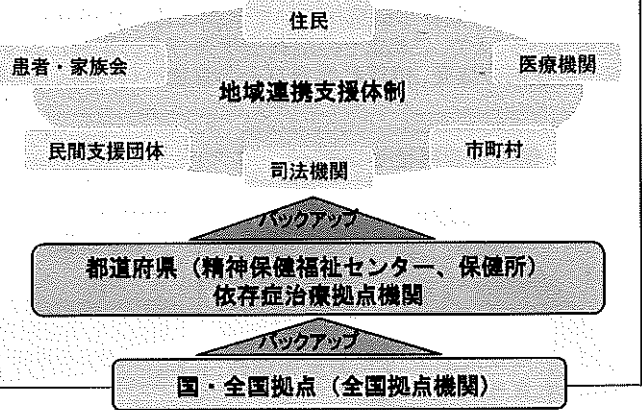 住民
患者・家族会
医療機関
地域連携支援体制
民間支援団体
市町村
司法機関
バックアップ
都道府県（精神保健福祉センター、保健所）
依存症治療拠点機関
バックアップ
国・全国拠点（全国拠点機関）